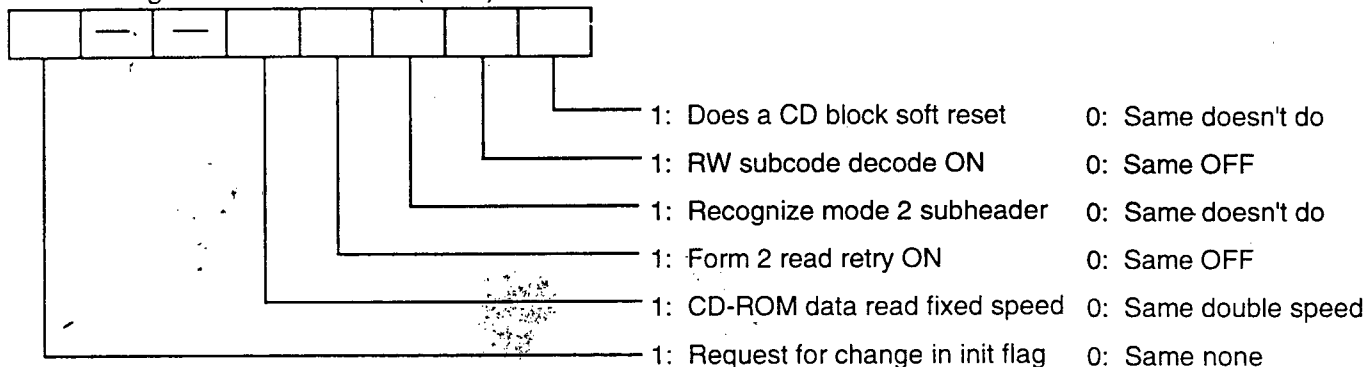 1: Does a CD block soft reset 0: Same doesn't do
1: RW subcode decode ON 0: Same OFF
1: Recognize mode 2 subheader 0: Same doesn't do
1: Form 2 read retry ON 0: Same OFF
1: CD-ROM data read fixed speed 0: Same double speed
1: Request for change in init flag 0: Same none